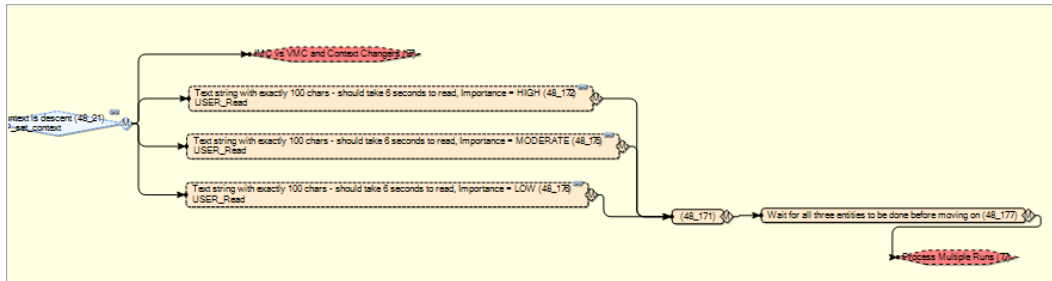 vs VMC and Context Changers
Text string with exactly 100 chars - should take 6 seconds to read, Importance = HIGH (48_172)
USER_Read
ntext is descent (48_21)
_set_context
Text string with exactly 100 chars - should take 6 seconds to read, Importance = MODERATE (48_175)
USER_Read
Text string with exactly 100 chars - should take 6 seconds to read, Importance = LOW (48_176)
USER_Read
(48_171)
Wait for all three entities to be done before moving on (48_177)
Process Multiple Runs